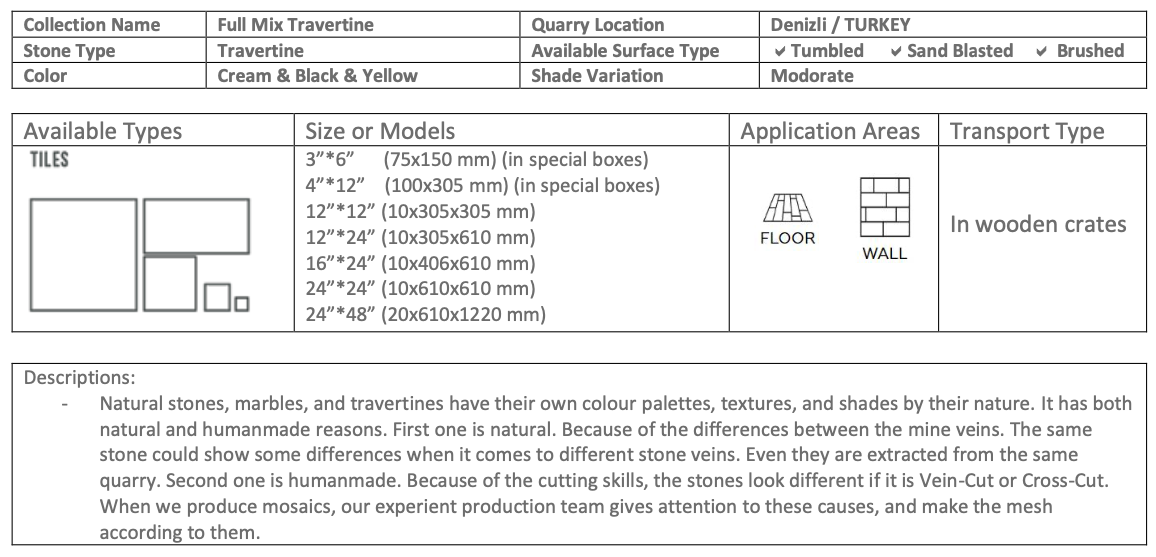 Collection Name Full Mix Travertine Quarry Location Denizli / TURKEY
Stone Type Travertine Available Surface Type ✓ Tumbled ✓ Sand Blasted ✓ Brushed
Color Cream & Black & Yellow Shade Variation Modorate
Available Types Size or Models Application Areas Transport Type
TILES
3”*6” (75x150 mm) (in special boxes)
4”*12” (100x305 mm) (in special boxes)
12”*12” (10x305x305 mm)
12”*24” (10x305x610 mm)
16”*24” (10x406x610 mm)
24”*24” (10x610x610 mm)
24”*48” (20x610x1220 mm)
FLOOR
WALL
In wooden crates
Descriptions:
- Natural stones, marbles, and travertines have their own colour palettes, textures, and shades by their nature. It has both
natural and humanmade reasons. First one is natural. Because of the differences between the mine veins. The same
stone could show some differences when it comes to different stone veins. Even they are extracted from the same
quarry. Second one is humanmade. Because of the cutting skills, the stones look different if it is Vein-Cut or Cross-Cut.
When we produce mosaics, our experient production team gives attention to these causes, and make the mesh
according to them.